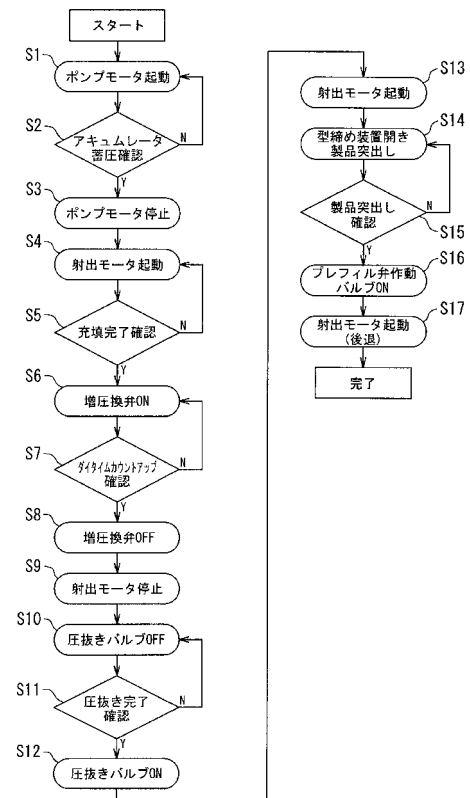 スタート
S1
ポンプモータ起動
S2
アキュムレータ
蓄圧確認
N
Y
S3
ポンプモータ停止
S4
射出モータ起動
S5
充填完了確認
N
Y
S6
増圧換弁ON
S7
ダイタイムカウントアップ
確認
N
Y
S8
増圧換弁OFF
S9
射出モータ停止
S10
圧抜きバルブOFF
S11
圧抜き完了
確認
N
Y
S12
圧抜きバルブON
S13
射出モータ起動
S14
型締め装置開き
製品突出し
製品突出し
確認
N
S15
Y
S16
プレフィル弁作動
バルブON
S17
射出モータ起動
(後退)
完了